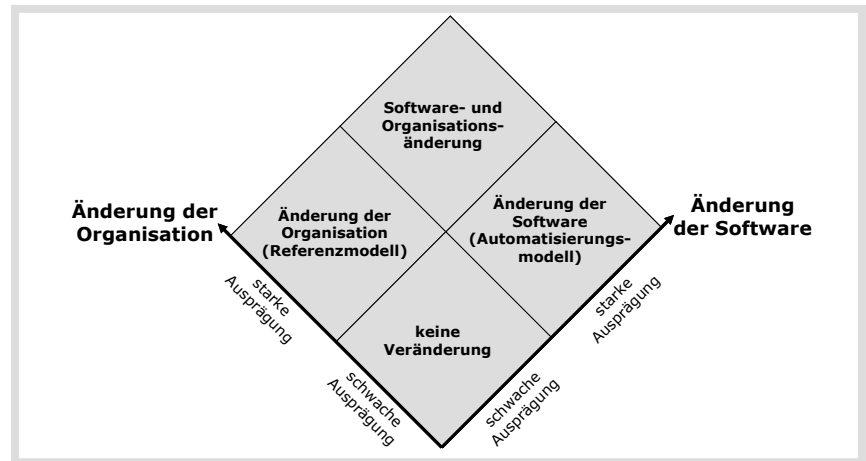 Software- und
Organisations-
änderung
Änderung der
Organisation
Änderung der
Organisation
(Referenzmodell)
Änderung der
Software
(Automatisierungs-
modell)
Änderung
der Software
starke
Ausprägung
starke
Ausprägung
keine
Veränderung
schwache
Ausprägung
schwache
Ausprägung